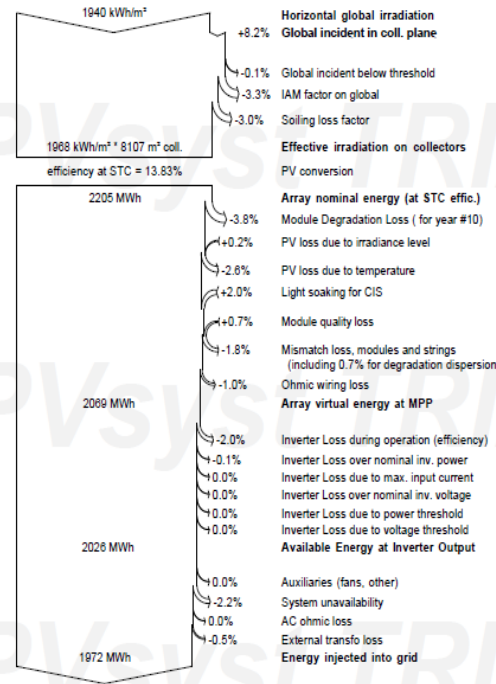 1940 kWh/m² Horizontal global irradiation
+8.2% Global incident in coll. plane
-0.1% Global incident below threshold
-3.3% IAM factor on global
-3.0% Soiling loss factor
1968 kWh/m² * 8107 m² coll. Effective irradiation on collectors
efficiency at STC = 13.83% PV conversion
2205 MWh Array nominal energy (at STC effic.)
-3.8% Module Degradation Loss ( for year #10)
+0.2% PV loss due to irradiance level
-2.6% PV loss due to temperature
+2.0% Light soaking for CIS
+0.7% Module quality loss
-1.8% Mismatch loss, modules and strings
(including 0.7% for degradation dispersion
-1.0% Ohmic wiring loss
2069 MWh Array virtual energy at MPP
-2.0% Inverter Loss during operation (efficiency)
-0.1% Inverter Loss over nominal inv. power
0.0% Inverter Loss due to max. input current
0.0% Inverter Loss over nominal inv. voltage
0.0% Inverter Loss due to power threshold
0.0% Inverter Loss due to voltage threshold
2026 MWh Available Energy at Inverter Output
0.0% Auxiliaries (fans, other)
-2.2% System unavailability
0.0% AC ohmic loss
-0.5% External transfo loss
1972 MWh Energy injected into grid
PVsyst TRI
PVsyst TRI
PVsyst TRI